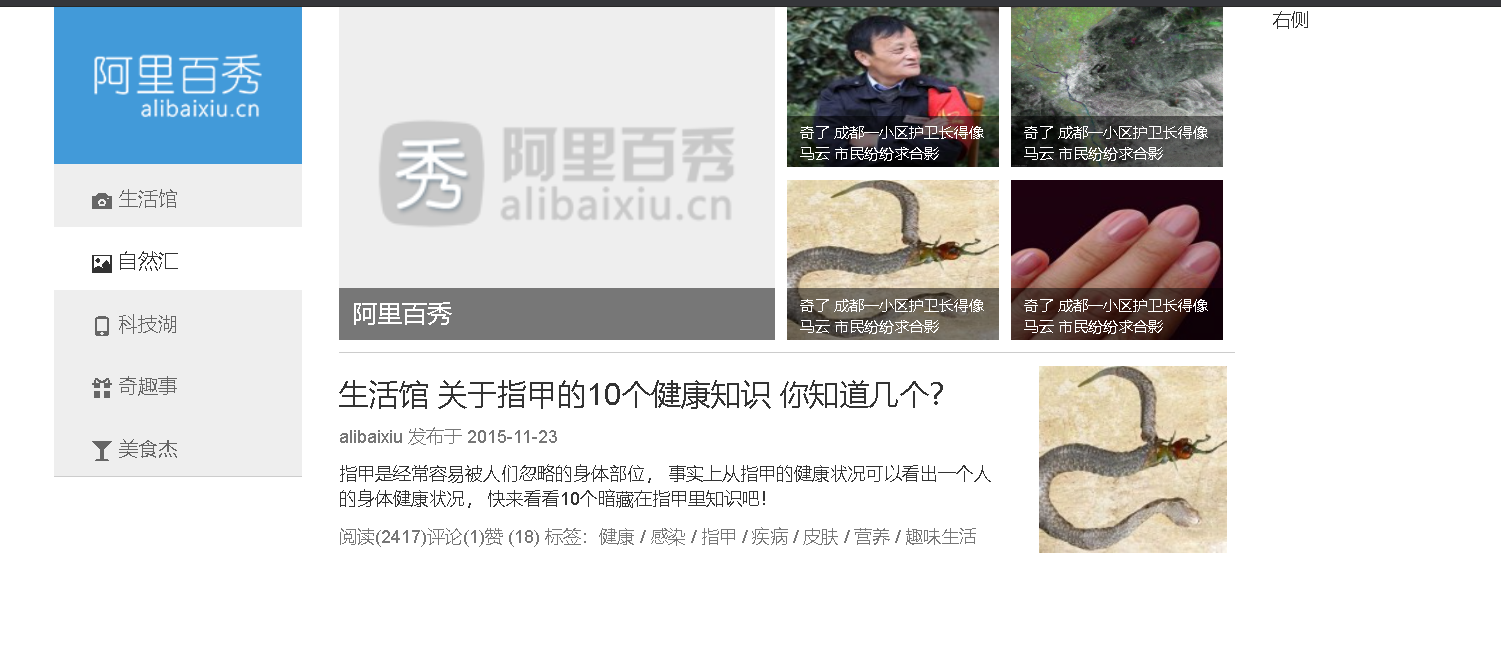 阿里百秀
alibaixiu.cn
生活馆
自然汇
科技湖
奇趣事
美食杰
秀 阿里百秀
alibaixiu.cn
阿里百秀
奇了 成都一小区护卫长得像
马云 市民纷纷求合影
奇了 成都一小区护卫长得像
马云 市民纷纷求合影
奇了 成都一小区护卫长得像
马云 市民纷纷求合影
奇了 成都一小区护卫长得像
马云 市民纷纷求合影
生活馆 关于指甲的10个健康知识 你知道几个?
alibaixiu 发布于 2015-11-23
指甲是经常容易被人们忽略的身体部位， 事实上从指甲的健康状况可以看出一个人
的身体健康状况， 快来看看10个暗藏在指甲里知识吧!
阅读(2417)评论(1)赞 (18) 标签：健康 / 感染 / 指甲 / 疾病 / 皮肤 / 营养 / 趣味生活
右侧